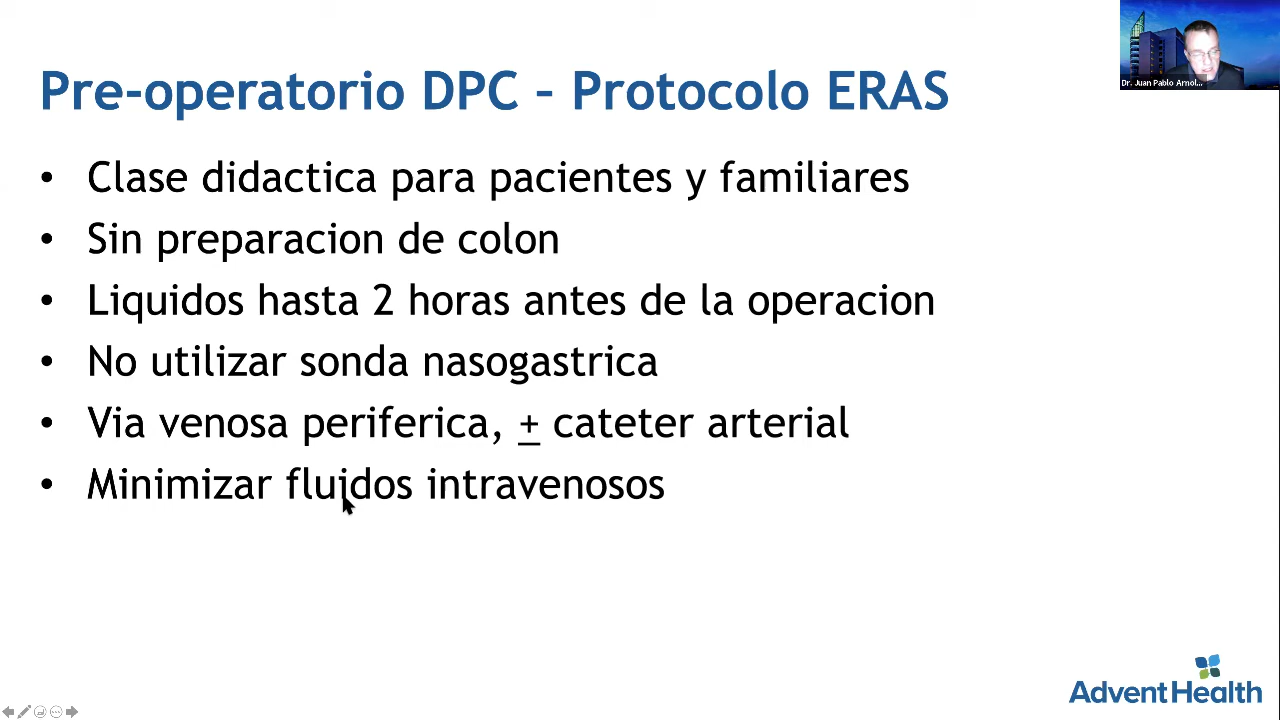 Pre-operatorio DPC – Protocolo ERAS
Dr. Juan Pablo Arnol...
• Clase didactica para pacientes y familiares
• Sin preparacion de colon
• Liquidos hasta 2 horas antes de la operacion
• No utilizar sonda nasogastrica
• Via venosa periferica, + cateter arterial
• Minimizar fluidos intravenosos
AdventHealth